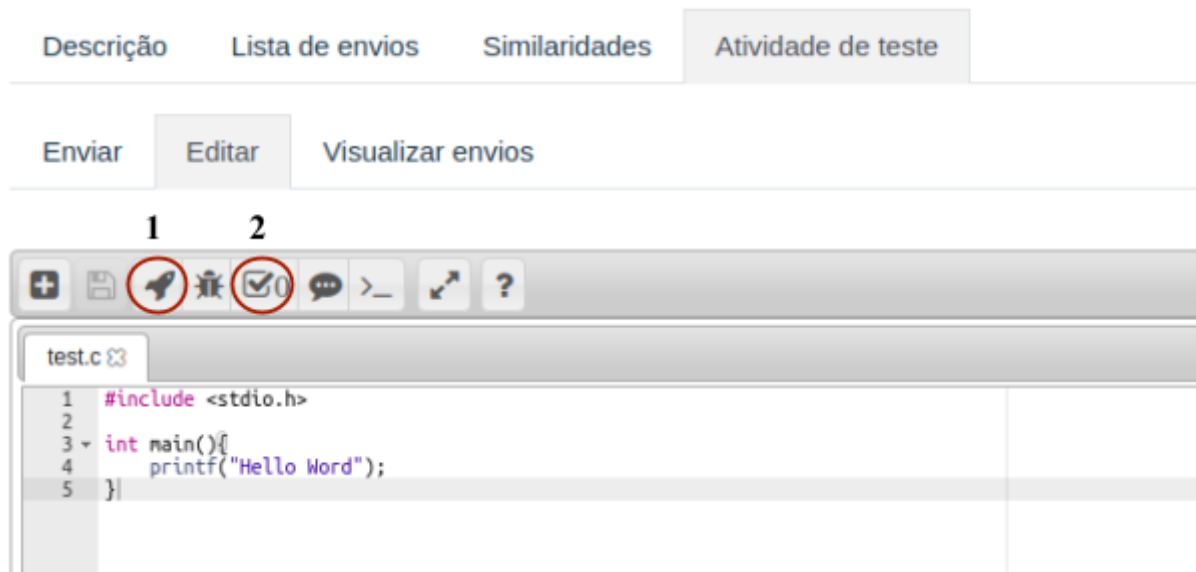 Descrição Lista de envios Similaridades Atividade de teste
Enviar Editar Visualizar envios
1 2
0 >_ ?
test.c
1 #include <stdio.h>
2
3 int main(){
4 printf("Hello Word");
5 }